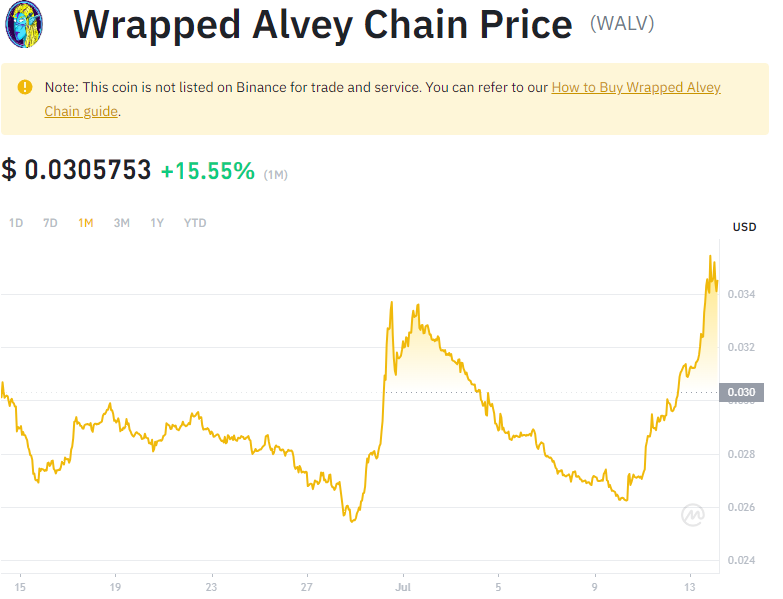 Wrapped Alvey Chain Price (WALV)
Note: This coin is not listed on Binance for trade and service. You can refer to our How to Buy Wrapped Alvey
Chain guide.
$ 0.0305753 +15.55% (1M)
1D 7D 1M 3M 1Y YTD
USD
0.034
0.032
0.030
0.030
0.028
0.026
0.024
15 19 23 27 Jul 5 9 13